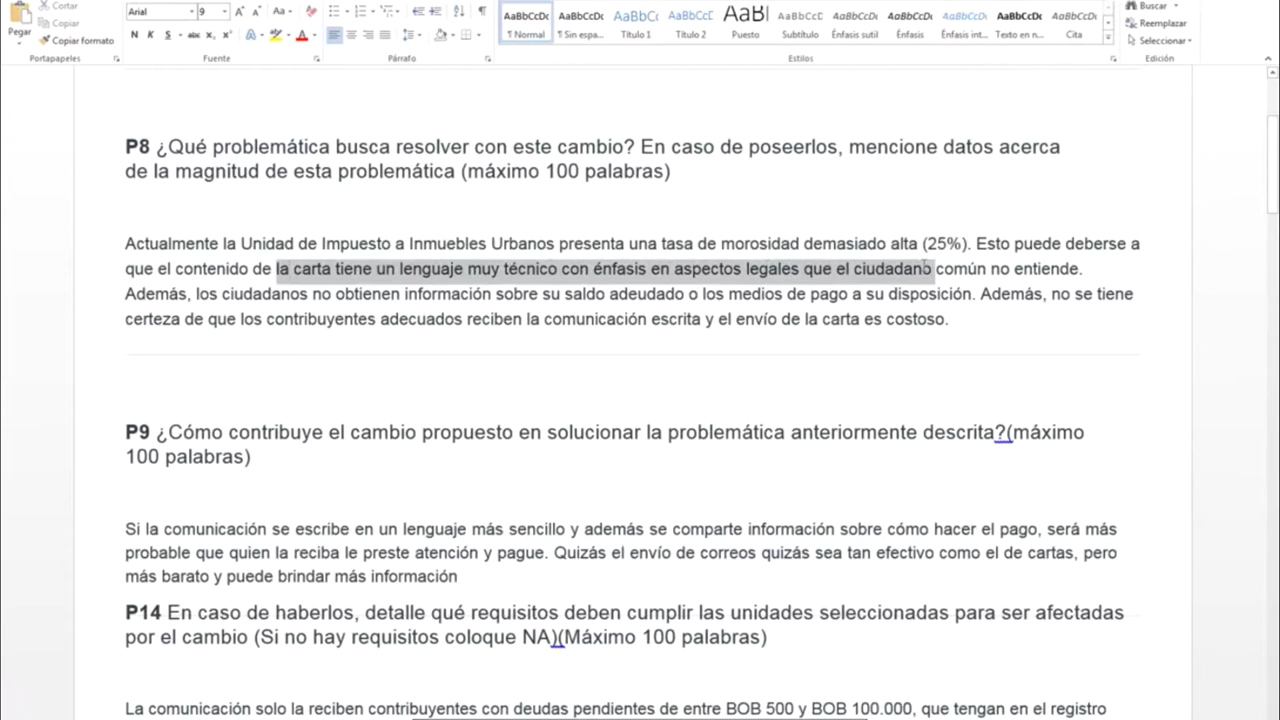 Cortar
Copiar
Pegar
Copiar formato
Portapapeles
Arial
9
Aa
N K S abc x₂ x²
Fuente
Párrafo
AaBbCcDc AaBbCcDc AaBbCc AaBbCcD AaBl AaBbCcD AaBbCcDc AaBbCcDc AaBbCcDc AaBbCcDc AaBbCcDc
¶ Normal ¶ Sin espa... Título 1 Título 2 Puesto Subtítulo Énfasis sutil Énfasis Énfasis int... Texto en n... Cita
Estilos
Buscar
Reemplazar
Seleccionar
Edición
P8 ¿Qué problemática busca resolver con este cambio? En caso de poseerlos, mencione datos acerca
de la magnitud de esta problemática (máximo 100 palabras)
Actualmente la Unidad de Impuesto a Inmuebles Urbanos presenta una tasa de morosidad demasiado alta (25%). Esto puede deberse a
que el contenido de la carta tiene un lenguaje muy técnico con énfasis en aspectos legales que el ciudadano común no entiende.
Además, los ciudadanos no obtienen información sobre su saldo adeudado o los medios de pago a su disposición. Además, no se tiene
certeza de que los contribuyentes adecuados reciben la comunicación escrita y el envío de la carta es costoso.
P9 ¿Cómo contribuye el cambio propuesto en solucionar la problemática anteriormente descrita?(máximo
100 palabras)
Si la comunicación se escribe en un lenguaje más sencillo y además se comparte información sobre cómo hacer el pago, será más
probable que quien la reciba le preste atención y pague. Quizás el envío de correos quizás sea tan efectivo como el de cartas, pero
más barato y puede brindar más información
P14 En caso de haberlos, detalle qué requisitos deben cumplir las unidades seleccionadas para ser afectadas
por el cambio (Si no hay requisitos coloque NA)(Máximo 100 palabras)
La comunicación solo la reciben contribuyentes con deudas pendientes de entre BOB 500 y BOB 100.000, que tengan en el registro